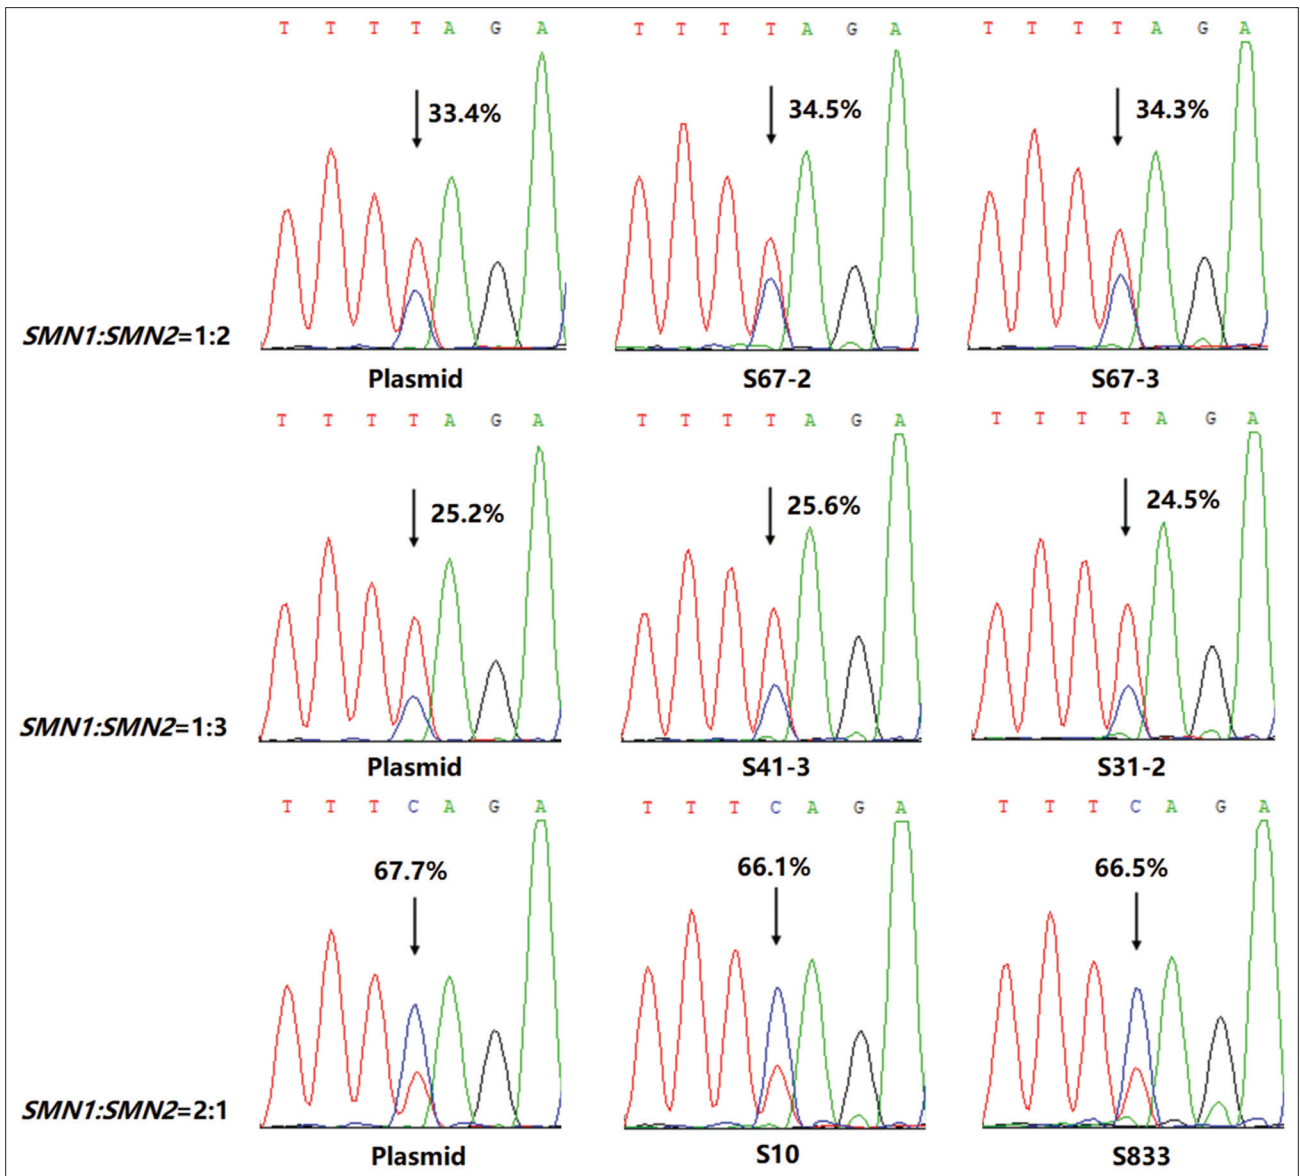 T T T T A G A T T T T A G A T T T T A G A
33.4% 34.5% 34.3%
SMN1:SMN2=1:2
Plasmid S67-2 S67-3
T T T T A G A T T T T A G A T T T T A G A
25.2% 25.6% 24.5%
SMN1:SMN2=1:3
Plasmid S41-3 S31-2
T T T C A G A T T T C A G A T T T C A G A
67.7% 66.1% 66.5%
SMN1:SMN2=2:1
Plasmid S10 S833